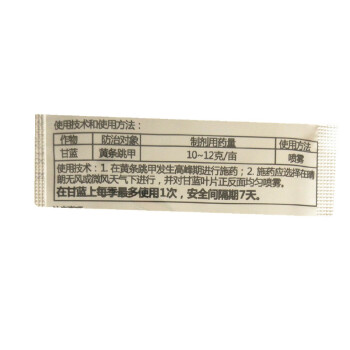 使用技术和使用方法：
作物 防治对象 制剂用药量 使用方法
甘蓝 黄条跳甲 10-12克/亩 喷雾
使用技术：1. 在黄条跳甲发生高峰期进行施药；2. 施药应选择在晴
朗无风或微风天气下进行，并对甘蓝叶片正反面均匀喷雾。
在甘蓝上每季最多使用1次，安全间隔期7天。